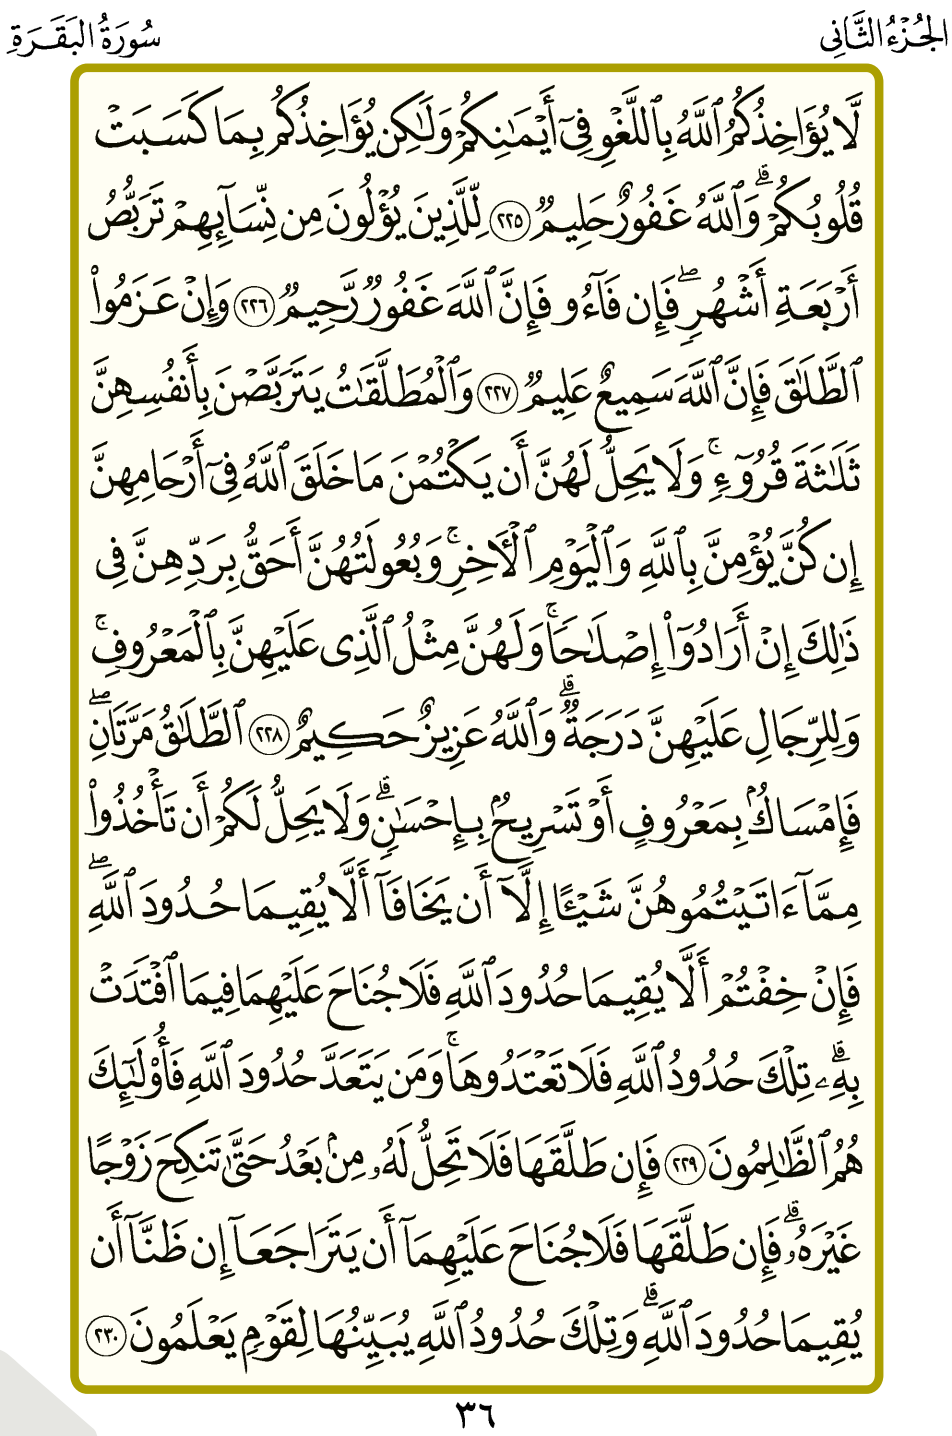 الجُزْءُ الثَّانِي
سُورَةُ البَقَرَةِ
لَّا يُؤَاخِذُكُمُ ٱللَّهُ بِٱللَّغْوِ فِىٓ أَيْمَٰنِكُمْ وَلَٰكِن يُؤَاخِذُكُم بِمَا كَسَبَتْ
قُلُوبُكُمْ ۗ وَٱللَّهُ غَفُورٌ حَلِيمٌ ٢٢٥ لِّلَّذِينَ يُؤْلُونَ مِن نِّسَآئِهِمْ تَرَبُّصُ
أَرْبَعَةِ أَشْهُرٍ ۖ فَإِن فَآءُو فَإِنَّ ٱللَّهَ غَفُورٌ رَّحِيمٌ ٢٢٦ وَإِنْ عَزَمُوا۟
ٱلطَّلَٰقَ فَإِنَّ ٱللَّهَ سَمِيعٌ عَلِيمٌ ٢٢٧ وَٱلْمُطَلَّقَٰتُ يَتَرَبَّصْنَ بِأَنفُسِهِنَّ
ثَلَٰثَةَ قُرُوٓءٍ ۚ وَلَا يَحِلُّ لَهُنَّ أَن يَكْتُمْنَ مَا خَلَقَ ٱللَّهُ فِىٓ أَرْحَامِهِنَّ
إِن كُنَّ يُؤْمِنَّ بِٱللَّهِ وَٱلْيَوْمِ ٱلْءَاخِرِ ۚ وَبُعُولَتُهُنَّ أَحَقُّ بِرَدِّهِنَّ فِى
ذَٰلِكَ إِنْ أَرَادُوٓا۟ إِصْلَٰحًا ۚ وَلَهُنَّ مِثْلُ ٱلَّذِى عَلَيْهِنَّ بِٱلْمَعْرُوفِ ۚ
وَلِلرِّجَالِ عَلَيْهِنَّ دَرَجَةٌ ۗ وَٱللَّهُ عَزِيزٌ حَكِيمٌ ٢٢٨ ٱلطَّلَٰقُ مَرَّتَانِ ۖ
فَإِمْسَاكٌۢ بِمَعْرُوفٍ أَوْ تَسْرِيحٌۢ بِإِحْسَٰنٍ ۗ وَلَا يَحِلُّ لَكُمْ أَن تَأْخُذُوا۟
مِمَّآ ءَاتَيْتُمُوهُنَّ شَيْـًٔا إِلَّآ أَن يَخَافَآ أَلَّا يُقِيمَا حُدُودَ ٱللَّهِ ۖ
فَإِنْ خِفْتُمْ أَلَّا يُقِيمَا حُدُودَ ٱللَّهِ فَلَا جُنَاحَ عَلَيْهِمَا فِيمَا ٱفْتَدَتْ
بِهِۦ ۗ تِلْكَ حُدُودُ ٱللَّهِ فَلَا تَعْتَدُوهَا ۚ وَمَن يَتَعَدَّ حُدُودَ ٱللَّهِ فَأُو۟لَٰٓئِكَ
هُمُ ٱلظَّٰلِمُونَ ٢٢٩ فَإِن طَلَّقَهَا فَلَا تَحِلُّ لَهُۥ مِنۢ بَعْدُ حَتَّىٰ تَنكِحَ زَوْجًا
غَيْرَهُۥ ۗ فَإِن طَلَّقَهَا فَلَا جُنَاحَ عَلَيْهِمَآ أَن يَتَرَاجَعَآ إِن ظَنَّآ أَن
يُقِيمَا حُدُودَ ٱللَّهِ ۗ وَتِلْكَ حُدُودُ ٱللَّهِ يُبَيِّنُهَا لِقَوْمٍ يَعْلَمُونَ ٢٣٠
٣٦